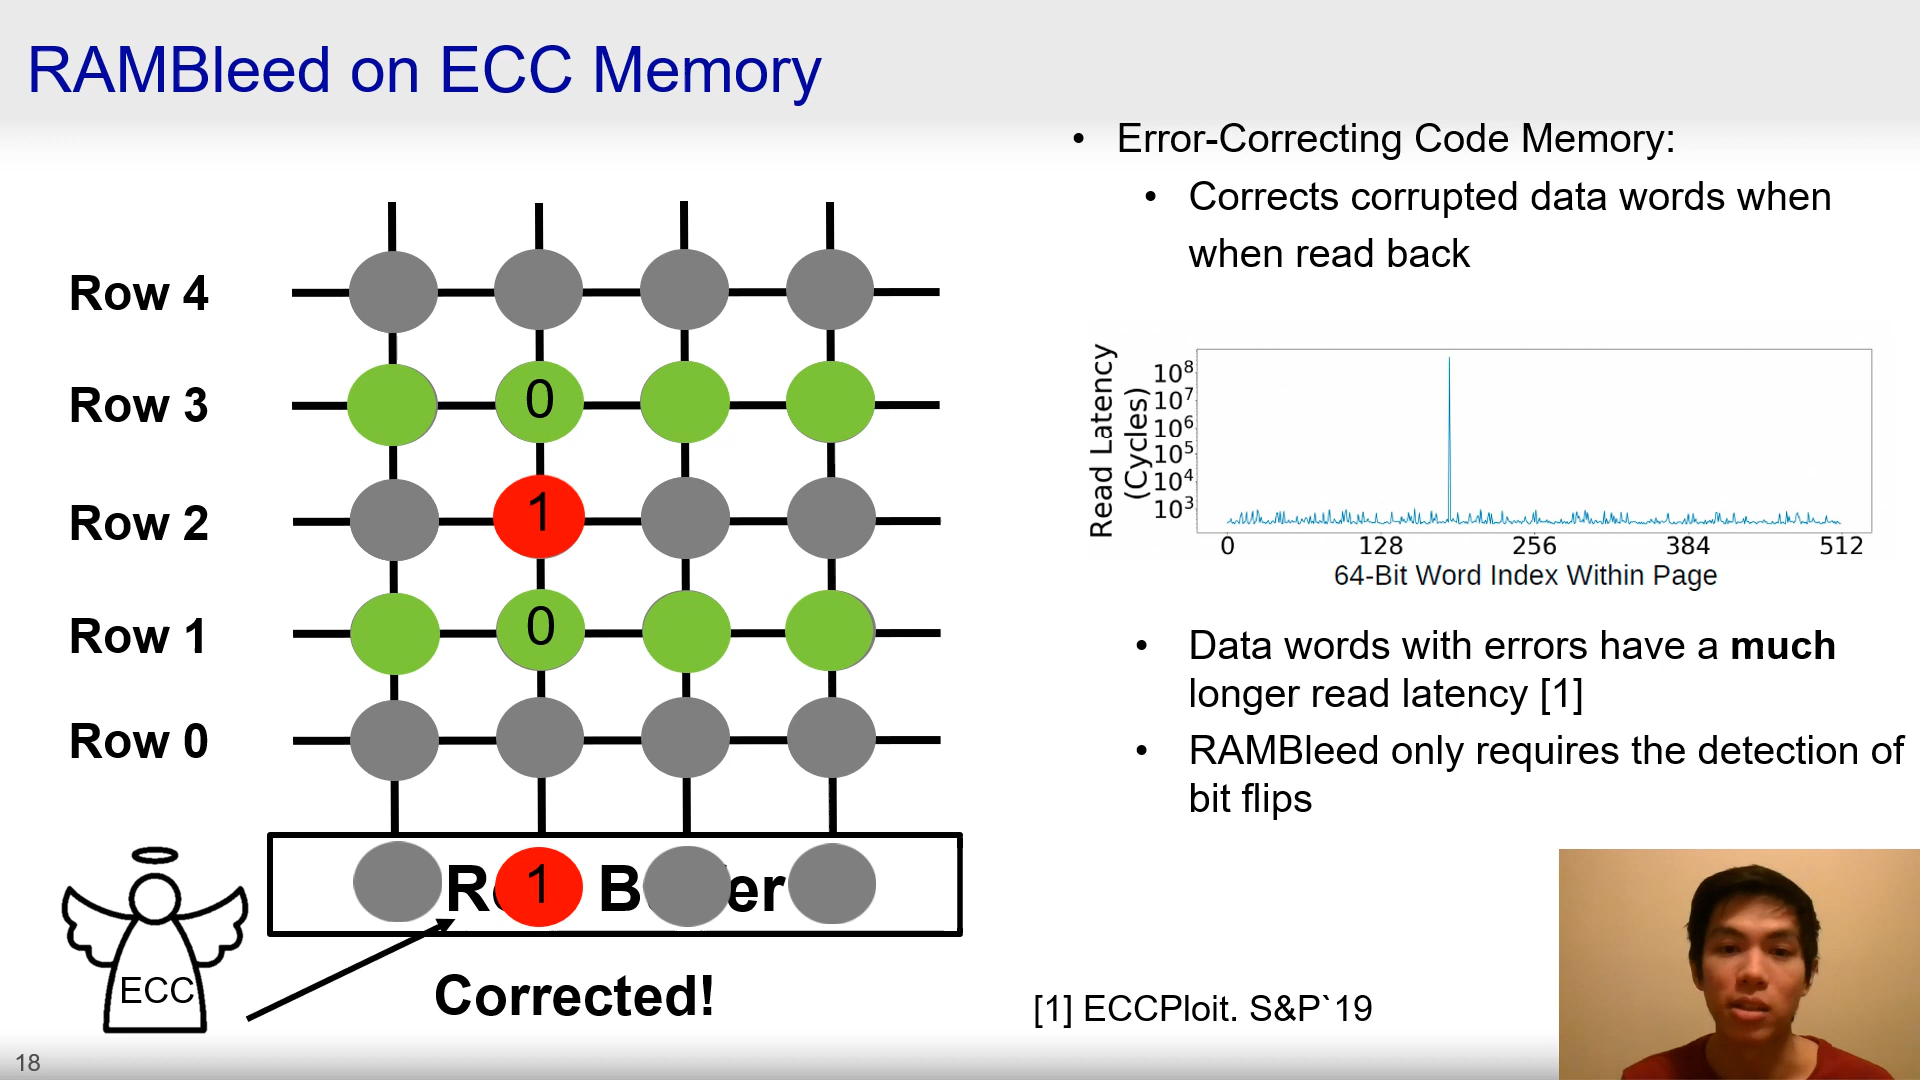 RAMBleed on ECC Memory
• Error-Correcting Code Memory:
• Corrects corrupted data words when
when read back
Row 4
Row 3
0
Row 2
1
Row 1
0
Row 0
1
ECC
Corrected!
Read Latency
(Cycles)
10⁸
10⁷
10⁶
10⁵
10⁴
10³
0 128 256 384 512
64-Bit Word Index Within Page
• Data words with errors have a much
longer read latency [1]
• RAMBleed only requires the detection of
bit flips
[1] ECCPloit. S&P`19
18